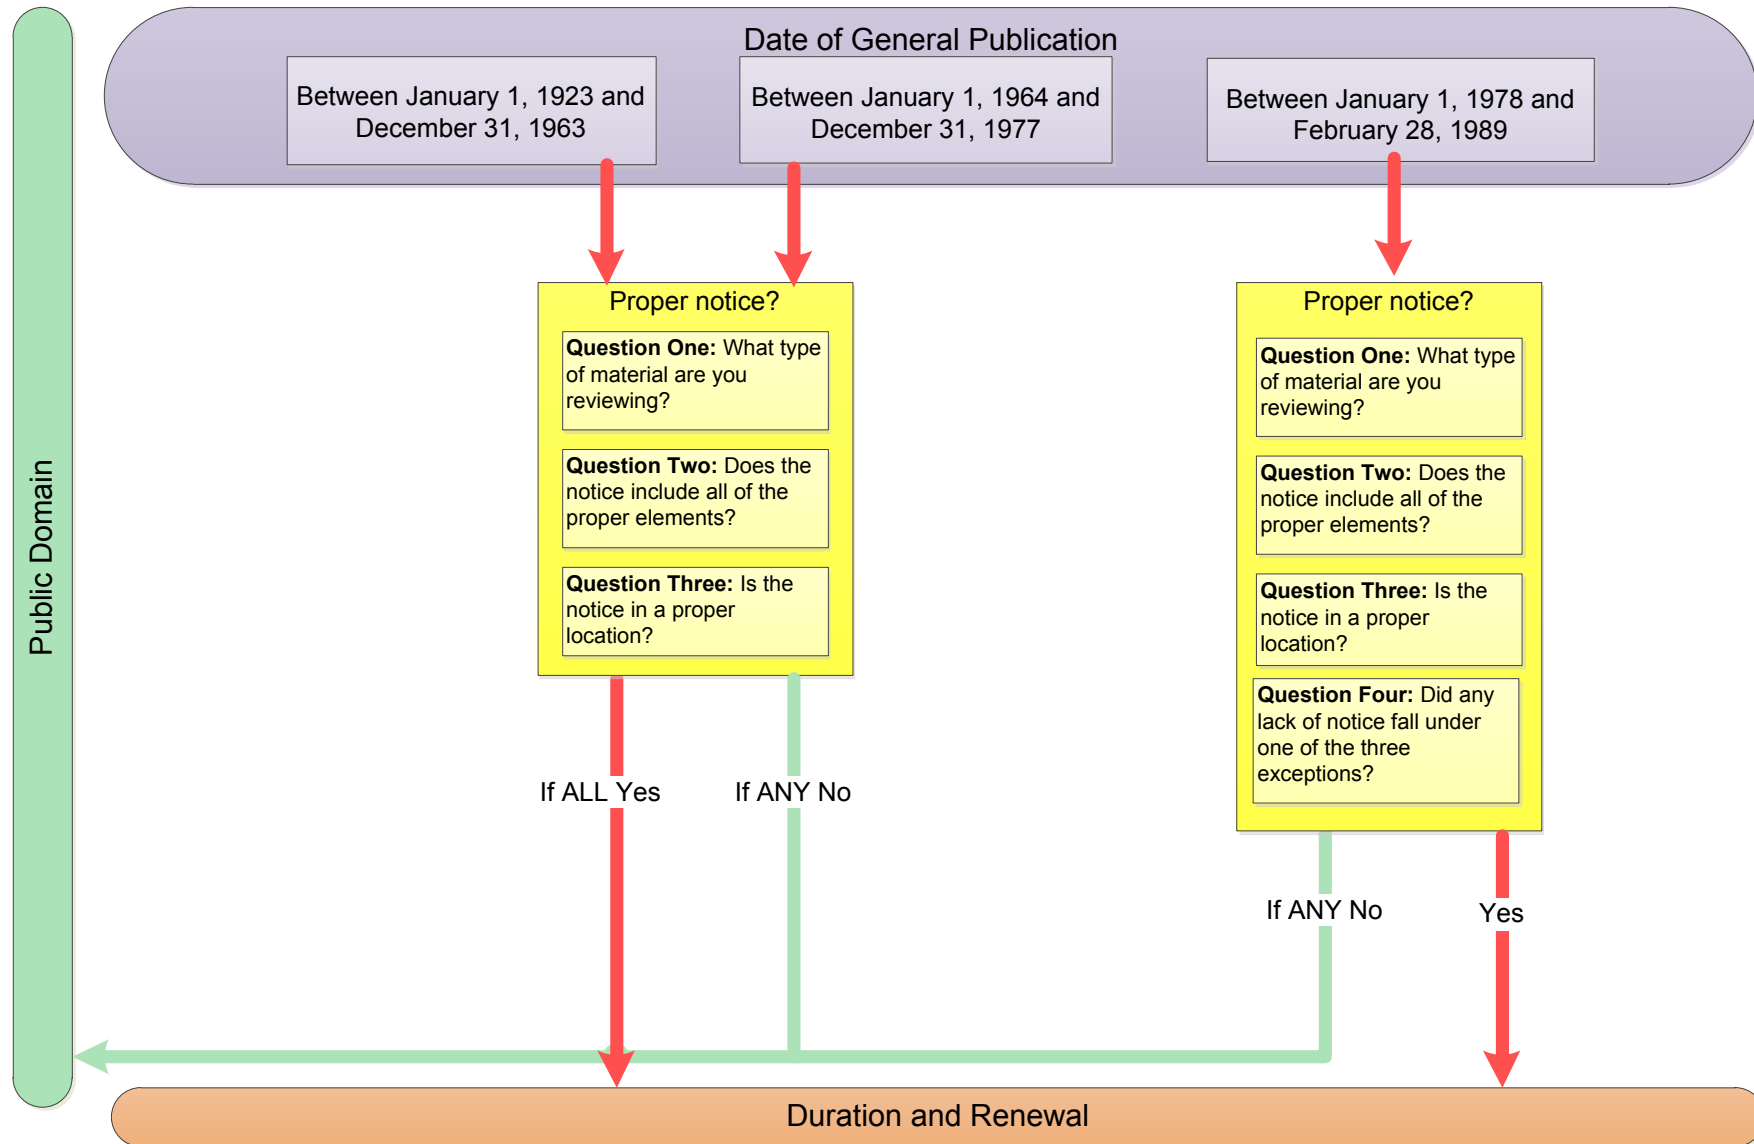 Date of General Publication
Between January 1, 1923 and
December 31, 1963
Between January 1, 1964 and
December 31, 1977
Between January 1, 1978 and
February 28, 1989
Public Domain
Proper notice?
Question One: What type
of material are you
reviewing?
Question Two: Does the
notice include all of the
proper elements?
Question Three: Is the
notice in a proper
location?
If ALL Yes
If ANY No
Proper notice?
Question One: What type
of material are you
reviewing?
Question Two: Does the
notice include all of the
proper elements?
Question Three: Is the
notice in a proper
location?
Question Four: Did any
lack of notice fall under
one of the three
exceptions?
If ANY No
Yes
Duration and Renewal